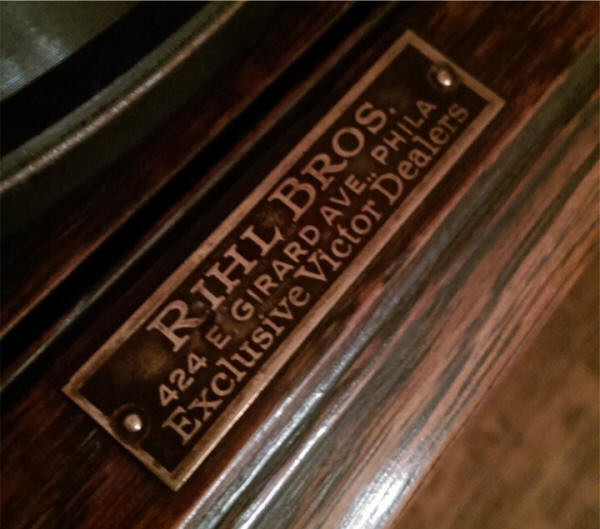 RIHL BROS.
424 E GIRARD AVE., PHILA
Exclusive Victor Dealers